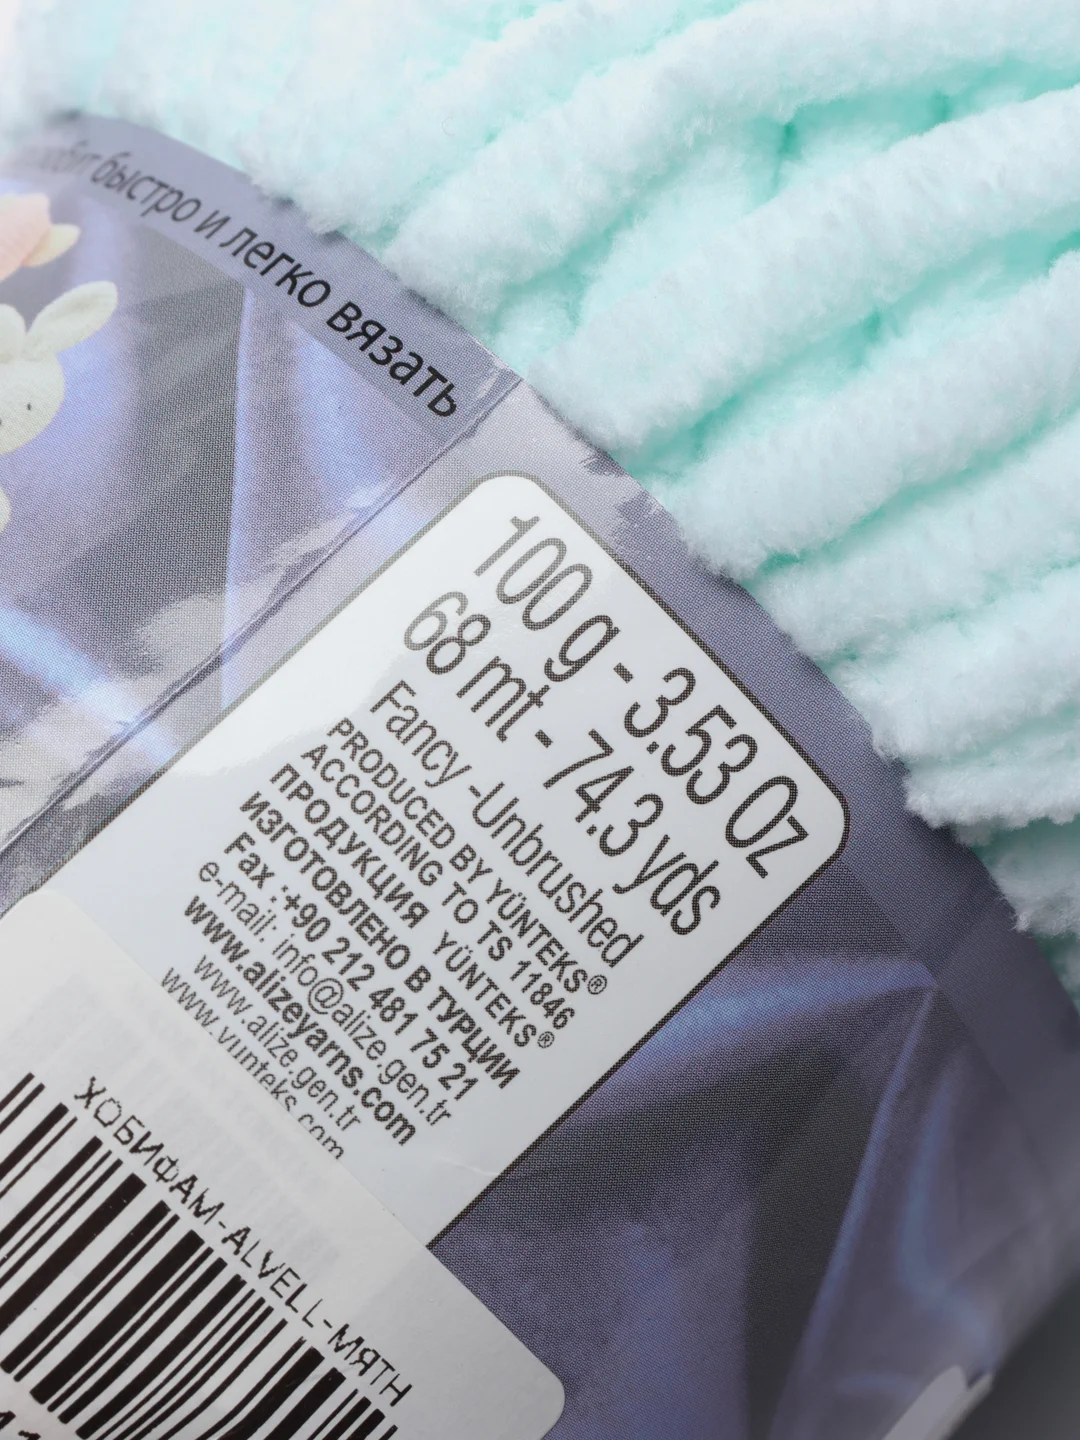 быстро и легко вязать
100 g - 3.53 Oz
68 mt - 74.3 yds
Fancy -Unbrushed
PRODUCED BY YÜNTEKS®
ACCORDING TO TS 11846
ПРОДУКЦИЯ YÜNTEKS®
ИЗГОТОВЛЕНО В ТУРЦИИ
Fax :+90 212 481 75 21
e-mail: info@alize.gen.tr
www.alizeyarns.com
www.alize.gen.tr
www.yunteks.com
ХОБИФАМ-ALVELL-МЯТН